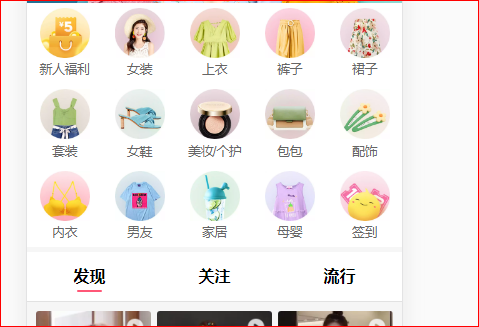 ¥5
新人福利 女装 上衣 裤子 裙子
套装 女鞋 美妆/个护 包包 配饰
内衣 男友 家居 母婴 签到
发现 关注 流行